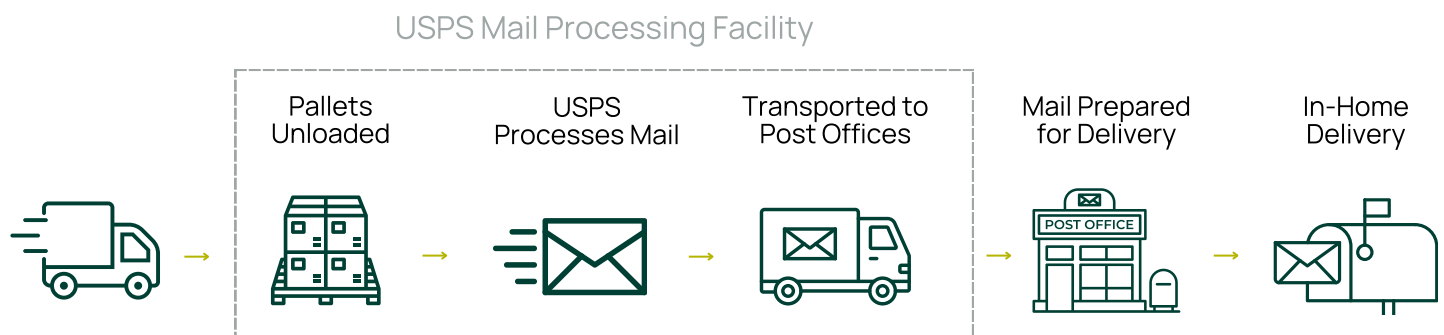 USPS Mail Processing Facility
Pallets
Unloaded
USPS
Processes Mail
Transported to
Post Offices
Mail Prepared
for Delivery
In-Home
Delivery
POST OFFICE